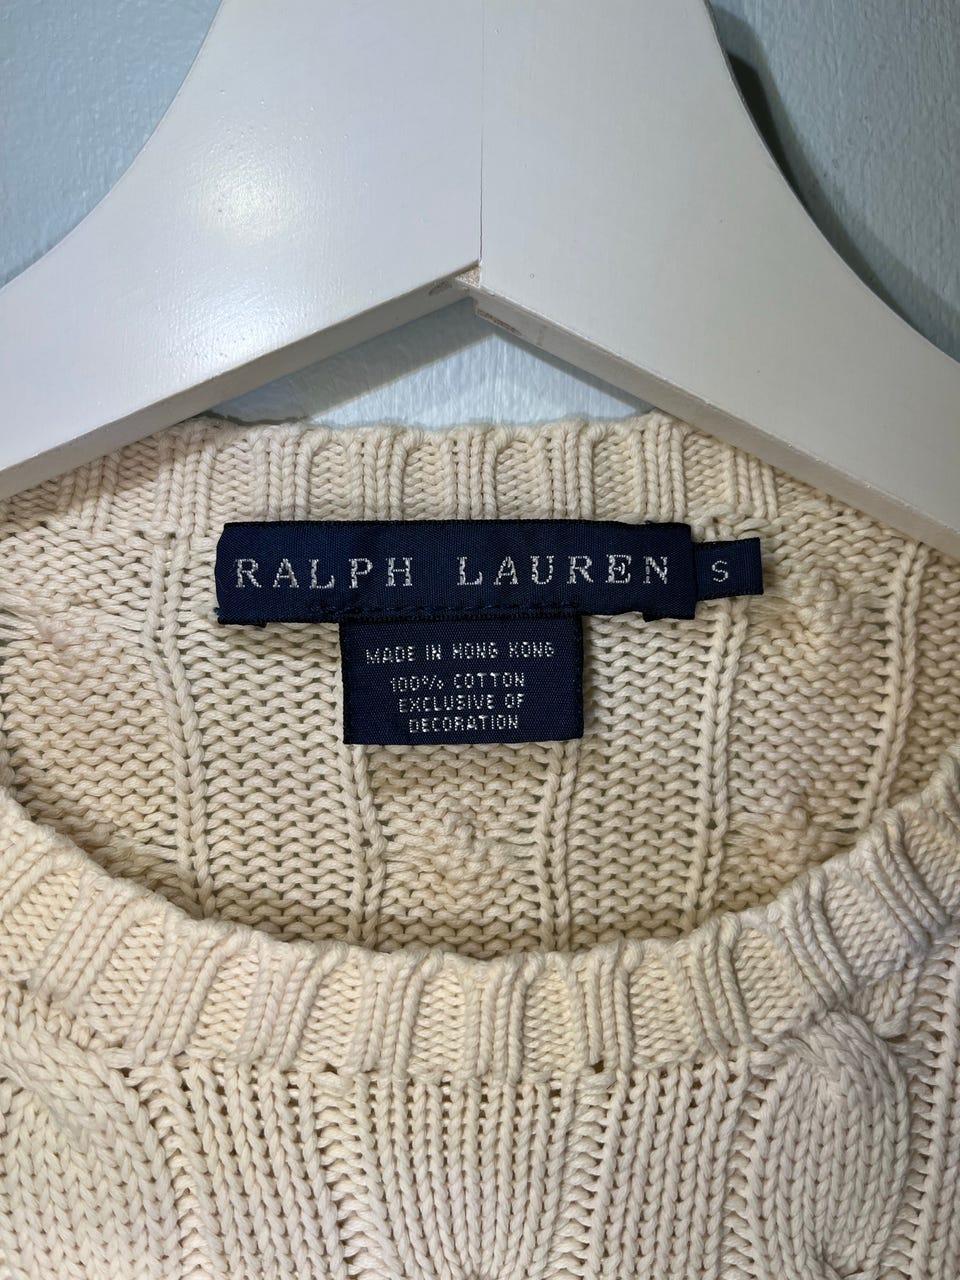 RALPH LAUREN S
MADE IN HONG KONG
100% COTTON
EXCLUSIVE OF
DECORATION